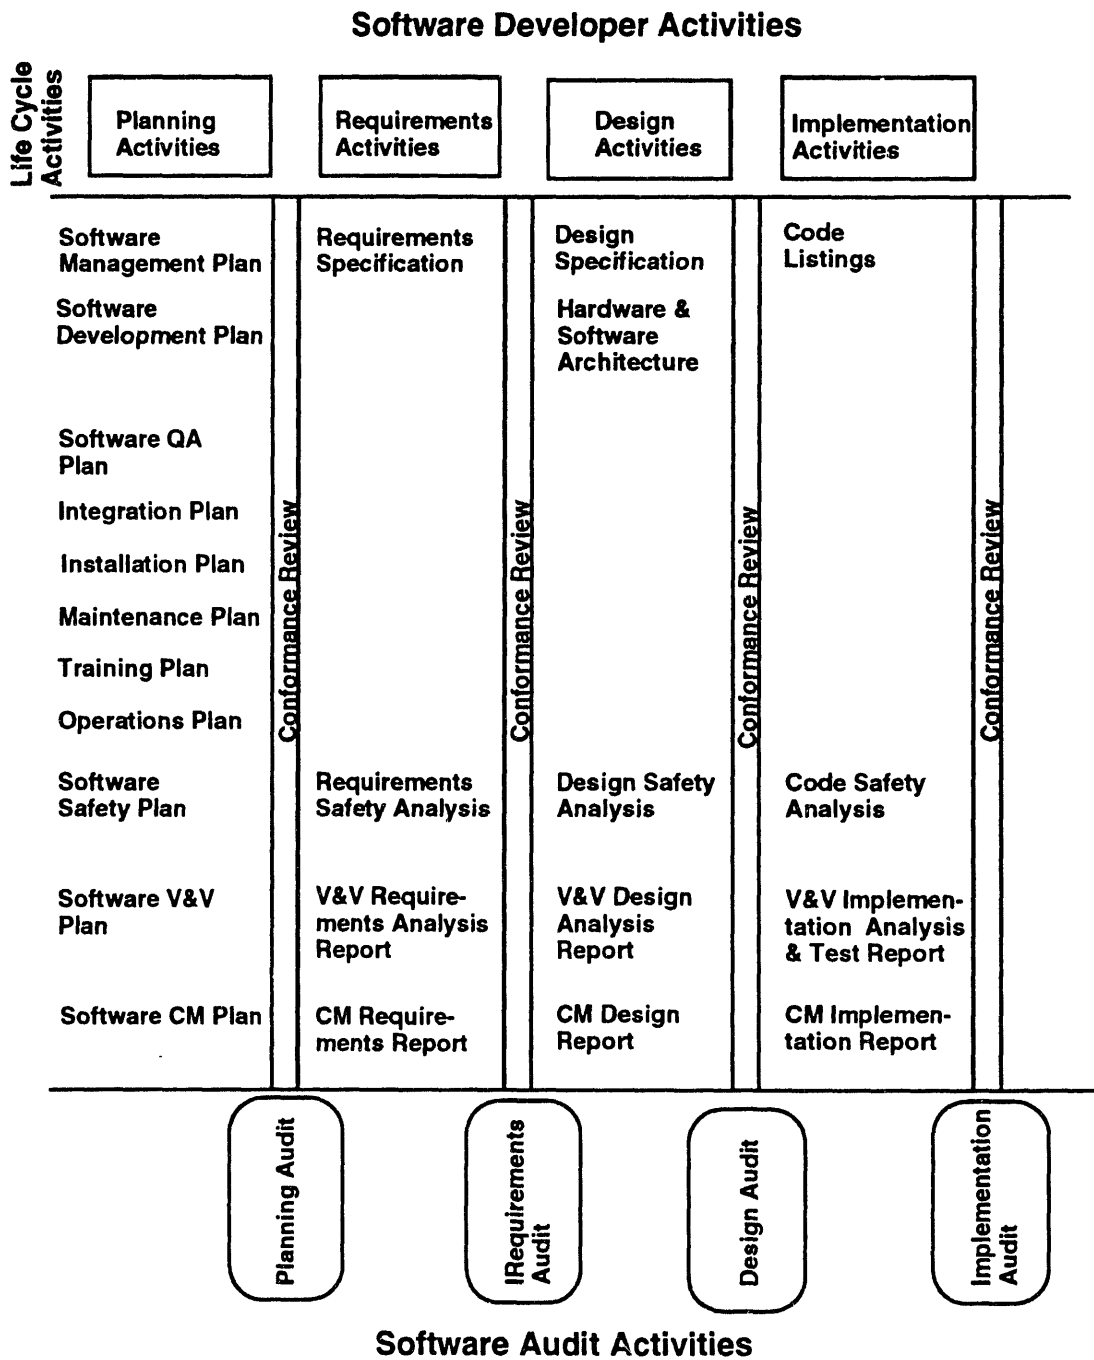 Software Developer Activities
Life Cycle
Activities
Planning
Activities
Requirements
Activities
Design
Activities
Implementation
Activities
Software
Management Plan
Software
Development Plan
Software QA
Plan
Integration Plan
Installation Plan
Maintenance Plan
Training Plan
Operations Plan
Software
Safety Plan
Software V&V
Plan
Software CM Plan
Conformance Review
Requirements
Specification
Requirements
Safety Analysis
V&V Require-
ments Analysis
Report
CM Require-
ments Report
Conformance Review
Design
Specification
Hardware &
Software
Architecture
Design Safety
Analysis
V&V Design
Analysis
Report
CM Design
Report
Conformance Review
Code
Listings
Code Safety
Analysis
V&V Implemen-
tation Analysis
& Test Report
CM Implemen-
tation Report
Conformance Review
Planning Audit
IRequirements
Audit
Design Audit
Implementation
Audit
Software Audit Activities